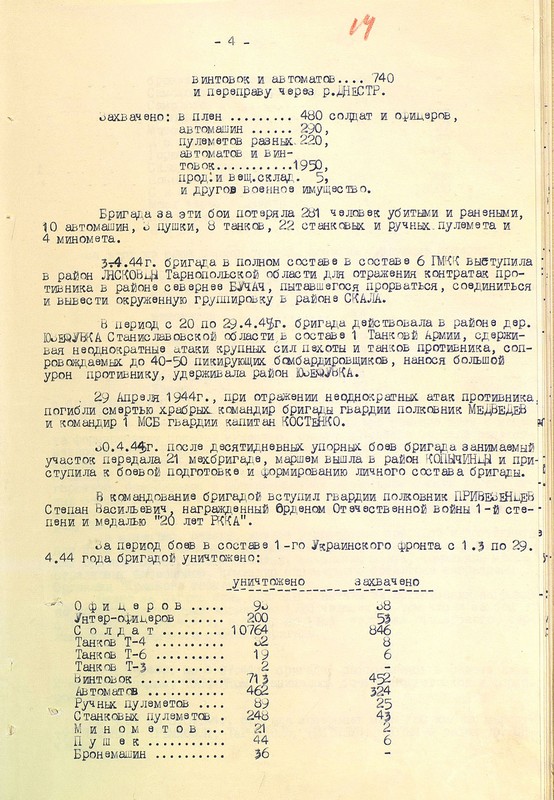 14
- 4 -
винтовок и автоматов.... 740
и переправу через р.ДНЕСТР.
Захвачено: в плен ......... 480 солдат и офицеров,
автомашин ...... 290,
пулеметов разных.220,
автоматов и вин-
товок...........1950,
прод.и вещ.склад. 5,
и другое военное имущество.
Бригада за эти бои потеряла 281 человек убитыми и ранеными,
10 автомашин, 3 пушки, 8 танков, 22 станковых и ручных пулемета и
4 миномета.
3.4.44г. бригада в полном составе в составе 6 ГМКК выступила
в район ЛЯСКОВЦЫ Тарнопольской области для отражения контратак про-
тивника в районе севернее БУЧАЧ, пытавшегося прорваться, соединиться
и вывести окруженную группировку в районе СКАЛА.
В период с 20 по 29.4.44г. бригада действовала в районе дер.
ЮЗЕФУВКА Станиславовской области в составе 1 Танковй Армии, сдержи-
вая неоднократные атаки крупных сил пехоты и танков противника, соп-
ровождаемых до 40-50 пикирующих бомбардировщиков, нанося большой
урон противнику, удерживала район ЮЗЕФУВКА.
29 Апреля 1944г., при отражении неоднократных атак противника,
погибли смертью храбрых командир бригады гвардии полковник МЕДВЕДЕВ
и командир 1 МСБ гвардии капитан КОСТЕНКО.
30.4.44г. после десятидневных упорных боев бригада занимаемый
участок передала 21 мехбригаде, маршем вышла в район КОПЫЧИНЦЫ и при-
ступила к боевой подготовке и формированию личного состава бригады.
В командование бригадой вступил гвардии полковник ПРИВЕЗЕНЦЕВ
Степан Васильевич, награжденный Орденом Отечественной войны 1-й сте-
пени и медалью "20 лет РККА".
За период боев в составе 1-го Украинского фронта с 1.3 по 29.
4.44 года бригадой уничтожено:
уничтожено захвачено
О ф и ц е р о в ..... 93 38
Унтер-офицеров ...... 200 53
С о л д а т ......... 10764 846
Танков Т-4 .......... 32 8
Танков Т-6 .......... 19 6
Танков Т-3 .......... 2 -
Винтовок ............ 713 452
Автоматов ........... 462 324
Ручных пулеметов .... 89 25
Станковых пулеметов . 248 43
М и н о м е т о в ... 21 2
П у ш е к ........... 44 6
Бронемашин .......... 36 -